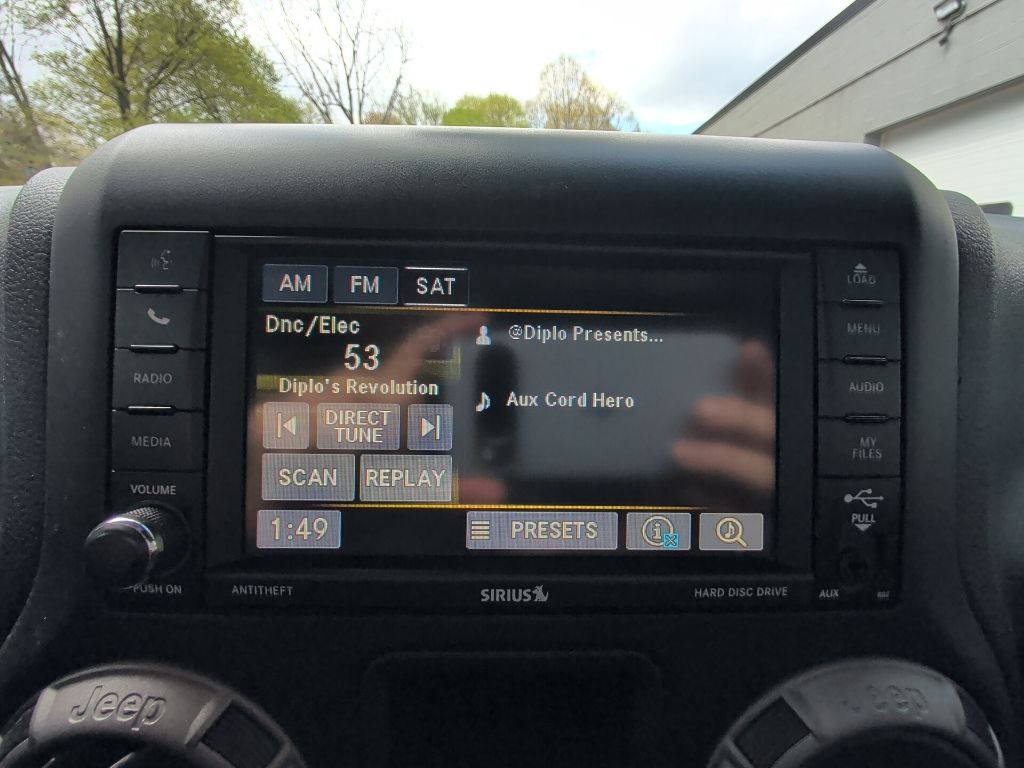 AM FM SAT
LOAD
Dnc/Elec
@Diplo Presents...
MENU
53
RADIO
Diplo's Revolution
AUDIO
DIRECT
TUNE
Aux Cord Hero
MEDIA
MY
FILES
SCAN REPLAY
VOLUME
PULL
1:49 PRESETS
PUSH ON
ANTITHEFT
SIRIUS
HARD DISC DRIVE
AUX
Jeep
Jeep